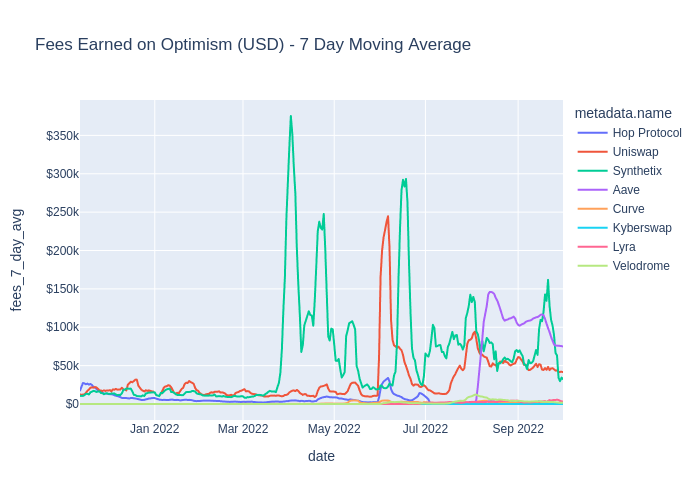 Fees Earned on Optimism (USD) - 7 Day Moving Average
metadata.name
Hop Protocol
Uniswap
Synthetix
Aave
Curve
Kyberswap
Lyra
Velodrome
fees_7_day_avg
$350k
$300k
$250k
$200k
$150k
$100k
$50k
$0
Jan 2022
Mar 2022
May 2022
Jul 2022
Sep 2022
date